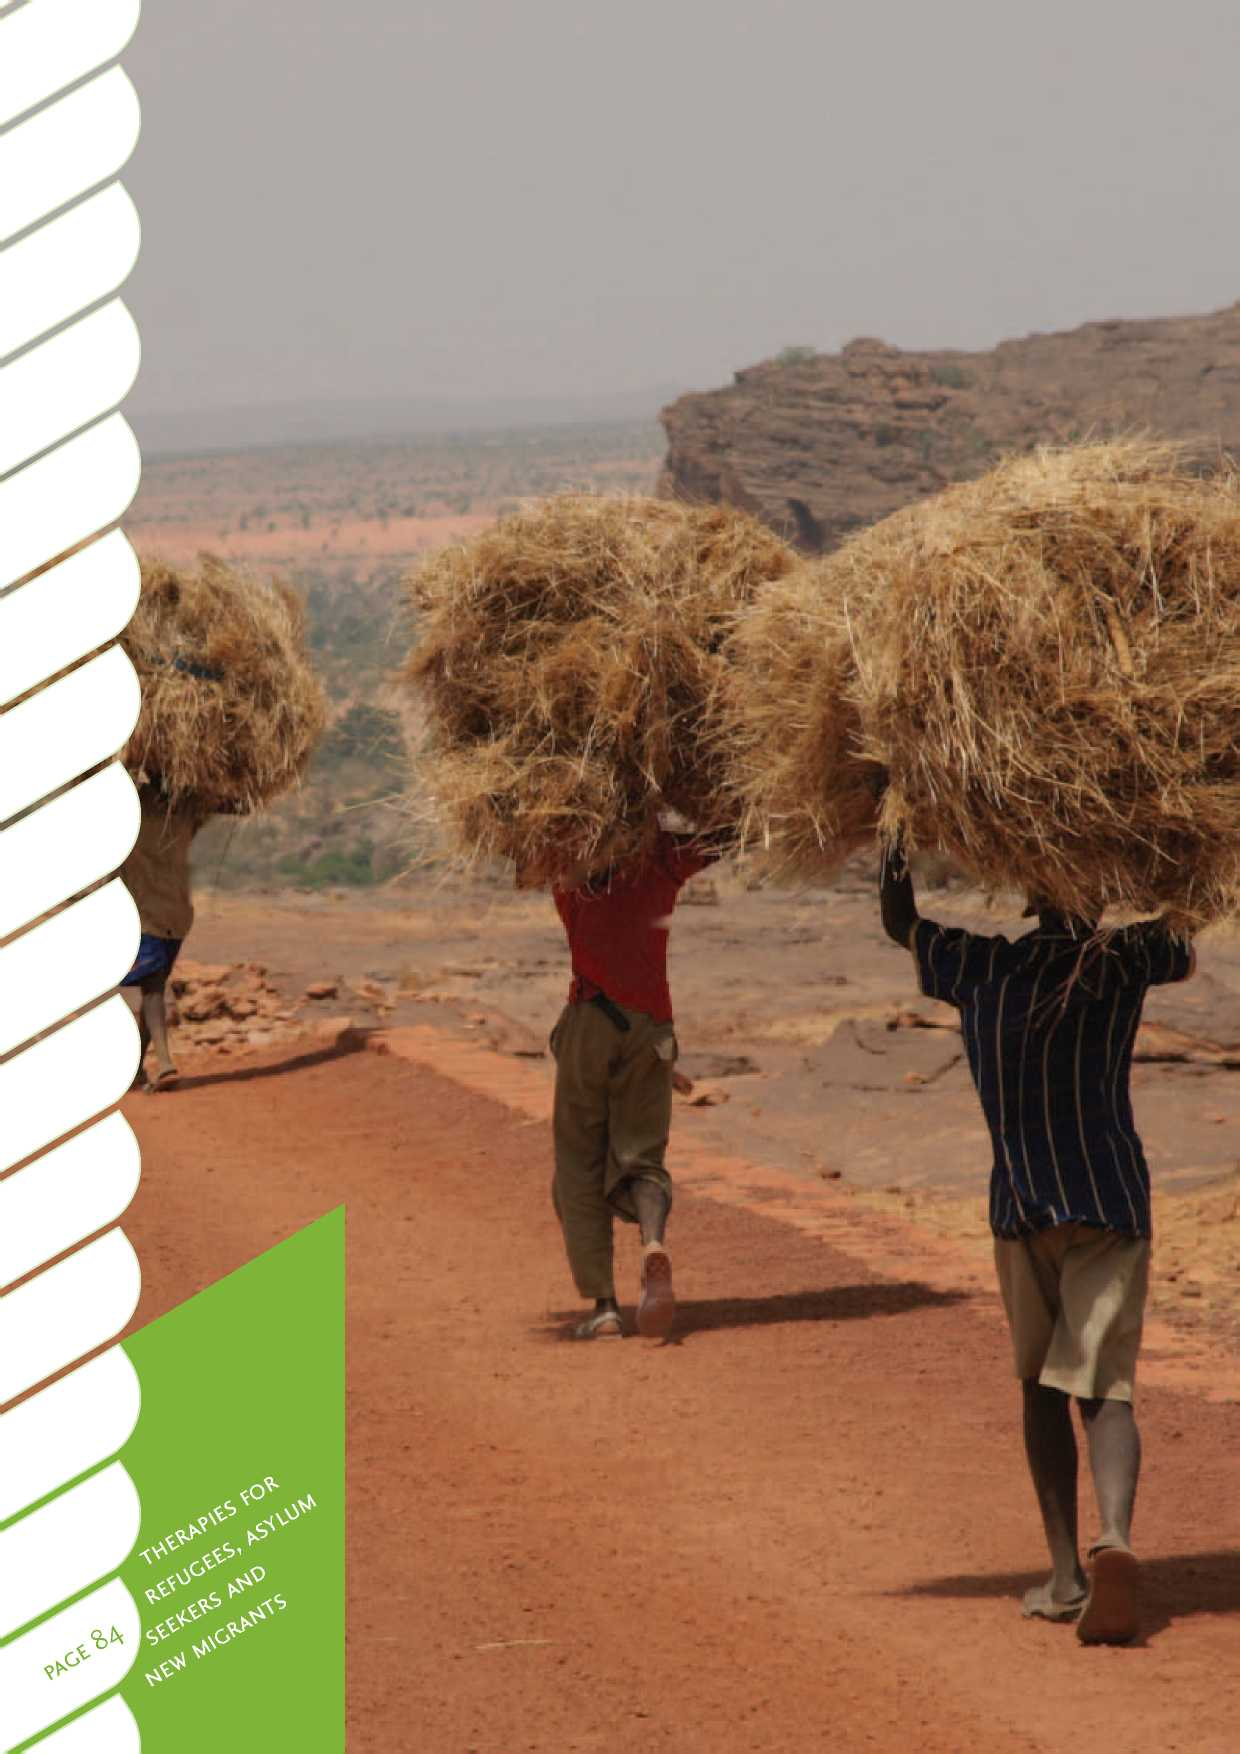 THERAPIES FOR
REFUGEES, ASYLUM
SEEKERS AND
NEW MIGRANTS
PAGE 84